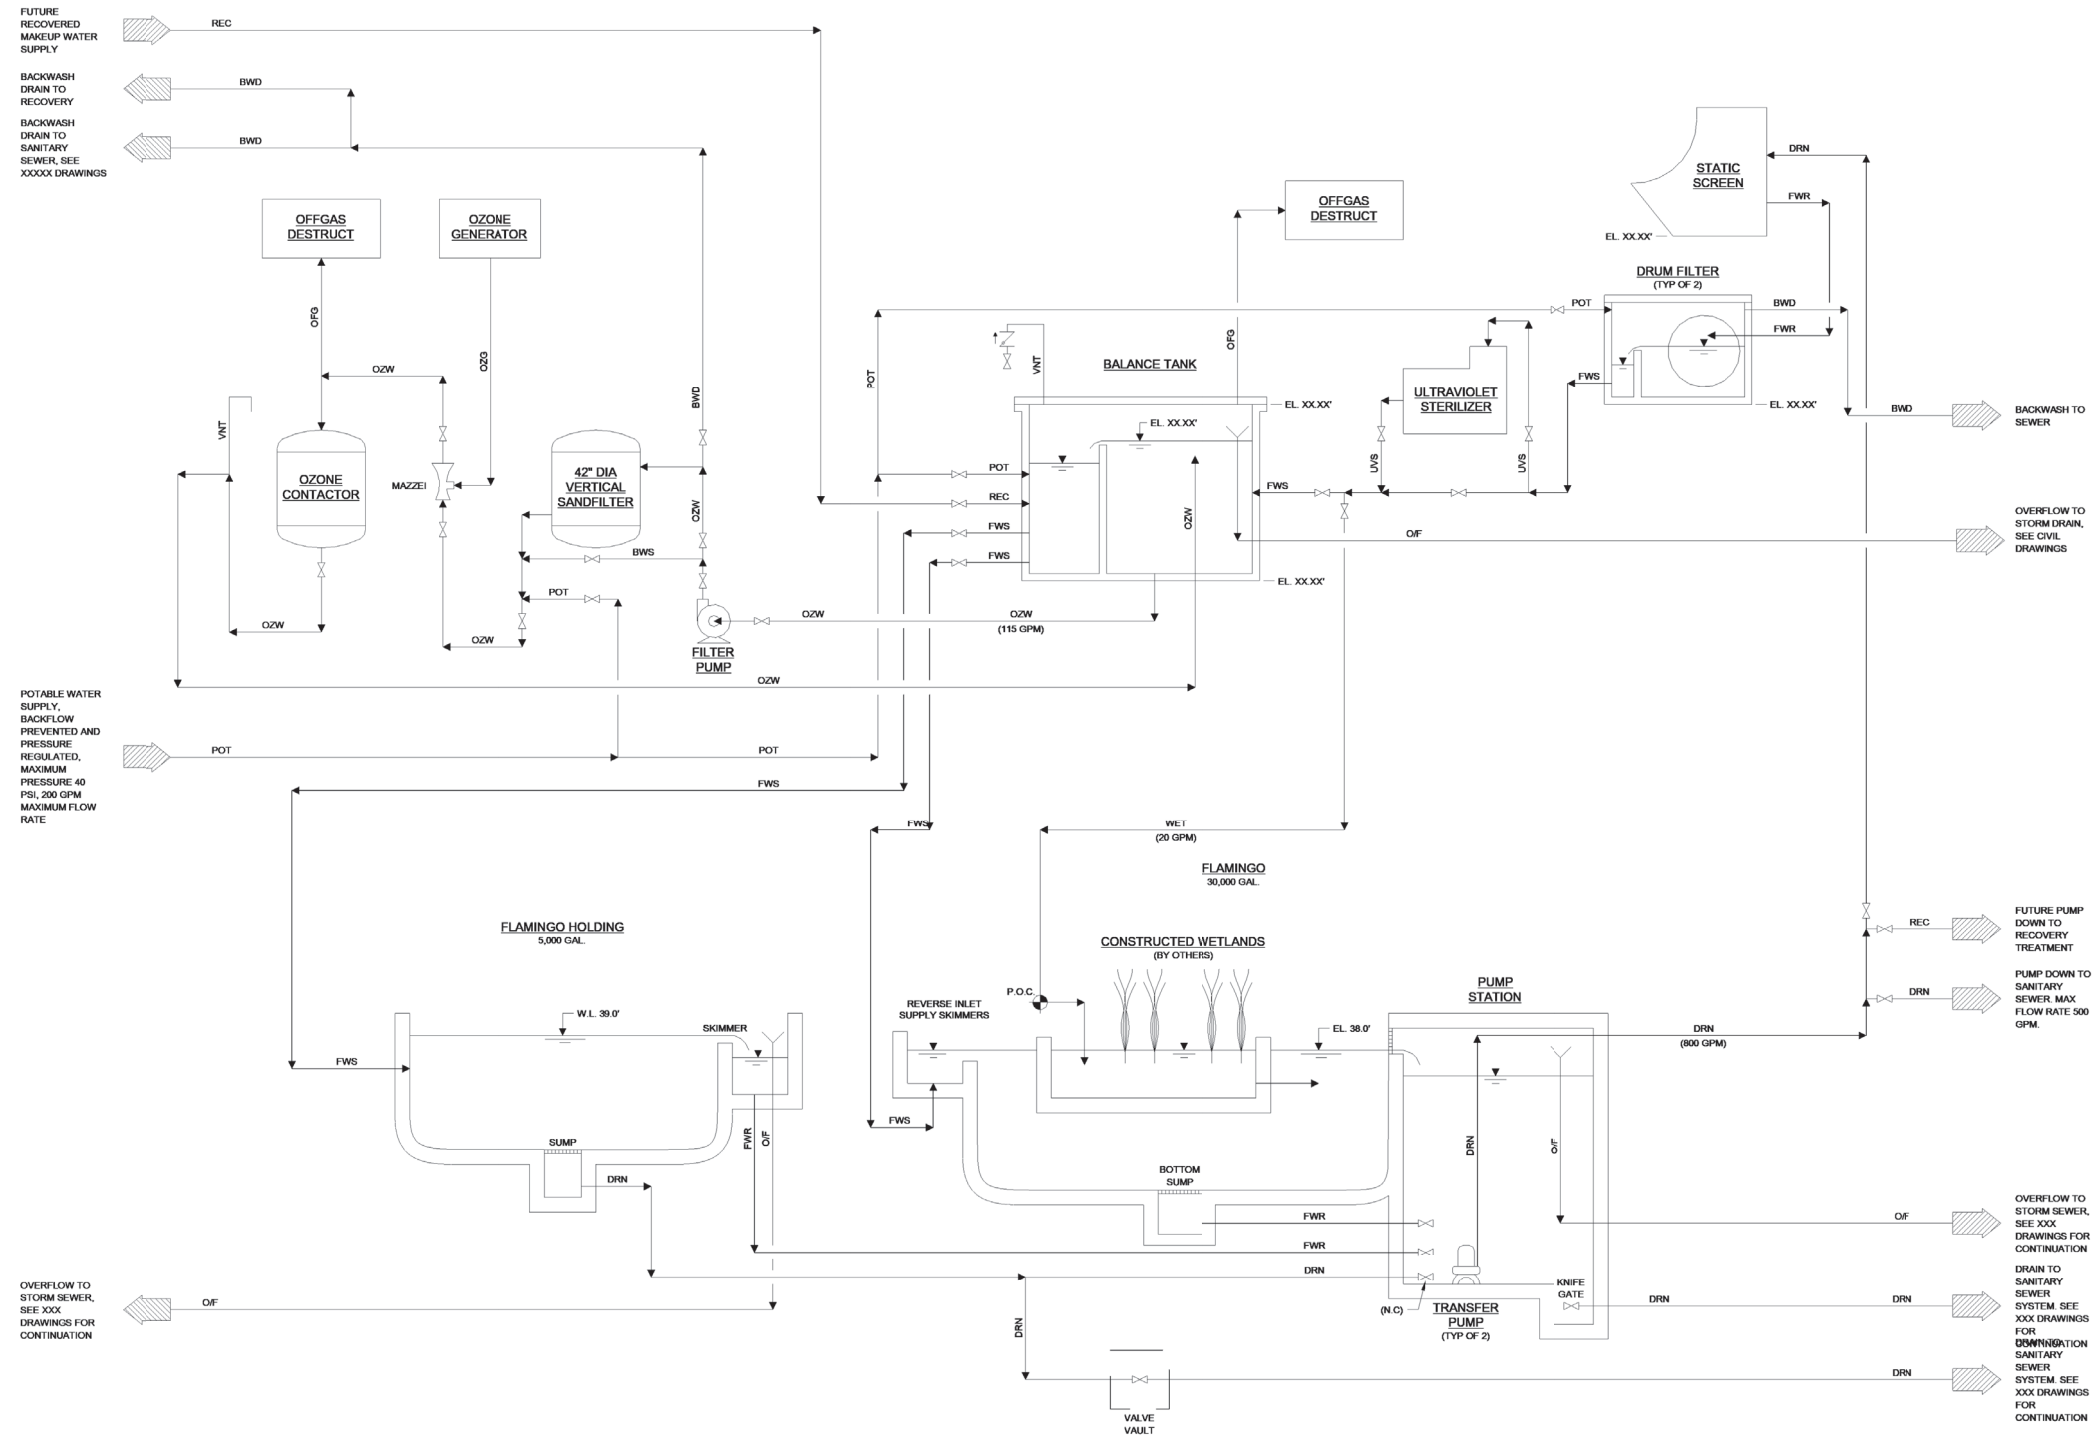 FUTURE
RECOVERED
MAKEUP WATER
SUPPLY
REC
BACKWASH
DRAIN TO
RECOVERY
BWD
BACKWASH
DRAIN TO
SANITARY
SEWER, SEE
XXXXX DRAWINGS
BWD
OFFGAS
DESTRUCT
OZONE
GENERATOR
OFFGAS
DESTRUCT
STATIC
SCREEN
DRN
FWR
EL. XX.XX'
DRUM FILTER
(TYP OF 2)
POT
BWD
FWR
FWS
EL. XX.XX'
BWD
BACKWASH TO
SEWER
OFG
OZW
OZG
VNT
OZONE
CONTACTOR
MAZZEI
42" DIA
VERTICAL
SANDFILTER
BWD
OZW
BWS
POT
OZW
OZW
FILTER
PUMP
OZW
OZW
(115 GPM)
OZW
POT
VNT
BALANCE TANK
OFG
EL. XX.XX'
EL. XX.XX'
POT
REC
FWS
FWS
OZW
EL. XX.XX'
ULTRAVIOLET
STERILIZER
UVS
UVS
FWS
O/F
OVERFLOW TO
STORM DRAIN,
SEE CIVIL
DRAWINGS
POTABLE WATER
SUPPLY,
BACKFLOW
PREVENTED AND
PRESSURE
REGULATED,
MAXIMUM
PRESSURE 40
PSI, 200 GPM
MAXIMUM FLOW
RATE
POT
POT
FWS
FWS
WET
(20 GPM)
FLAMINGO
30,000 GAL.
FLAMINGO HOLDING
5,000 GAL.
CONSTRUCTED WETLANDS
(BY OTHERS)
P.O.C.
REVERSE INLET
SUPPLY SKIMMERS
PUMP
STATION
REC
FUTURE PUMP
DOWN TO
RECOVERY
TREATMENT
DRN
PUMP DOWN TO
SANITARY
SEWER. MAX
FLOW RATE 500
GPM.
W.L. 39.0'
SKIMMER
EL. 38.0'
DRN
(800 GPM)
FWS
FWS
SUMP
DRN
FWR
O/F
BOTTOM
SUMP
DRN
O/F
FWR
FWR
DRN
(N.C)
TRANSFER
PUMP
(TYP OF 2)
KNIFE
GATE
DRN
DRN
O/F
OVERFLOW TO
STORM SEWER,
SEE XXX
DRAWINGS FOR
CONTINUATION
DRAIN TO
SANITARY
SEWER
SYSTEM. SEE
XXX DRAWINGS
FOR
CONTINUATION
OVERFLOW TO
STORM SEWER,
SEE XXX
DRAWINGS FOR
CONTINUATION
O/F
DRN
VALVE
VAULT
DRN
DRAIN TO
SANITARY
SEWER
SYSTEM. SEE
XXX DRAWINGS
FOR
CONTINUATION